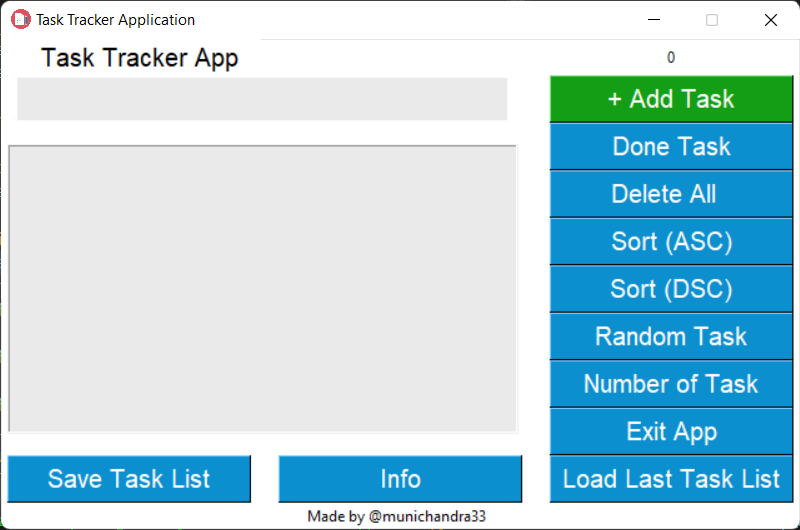 Task Tracker Application
Task Tracker App
0
+ Add Task
Done Task
Delete All
Sort (ASC)
Sort (DSC)
Random Task
Number of Task
Exit App
Save Task List
Info
Load Last Task List
Made by @munichandra33